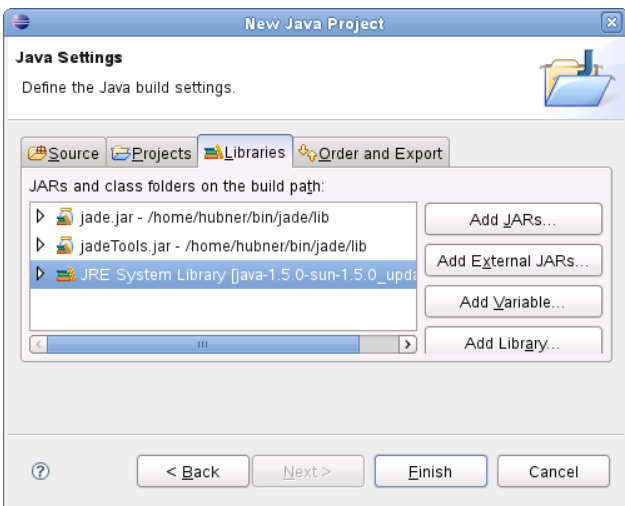 New Java Project
Java Settings
Define the Java build settings.
Source
Projects
Libraries
Order and Export
JARs and class folders on the build path:
jade.jar - /home/hubner/bin/jade/lib
jadeTools.jar - /home/hubner/bin/jade/lib
JRE System Library [java-1.5.0-sun-1.5.0_upda
Add JARs...
Add External JARs...
Add Variable...
Add Library...
?
< Back
Next >
Finish
Cancel